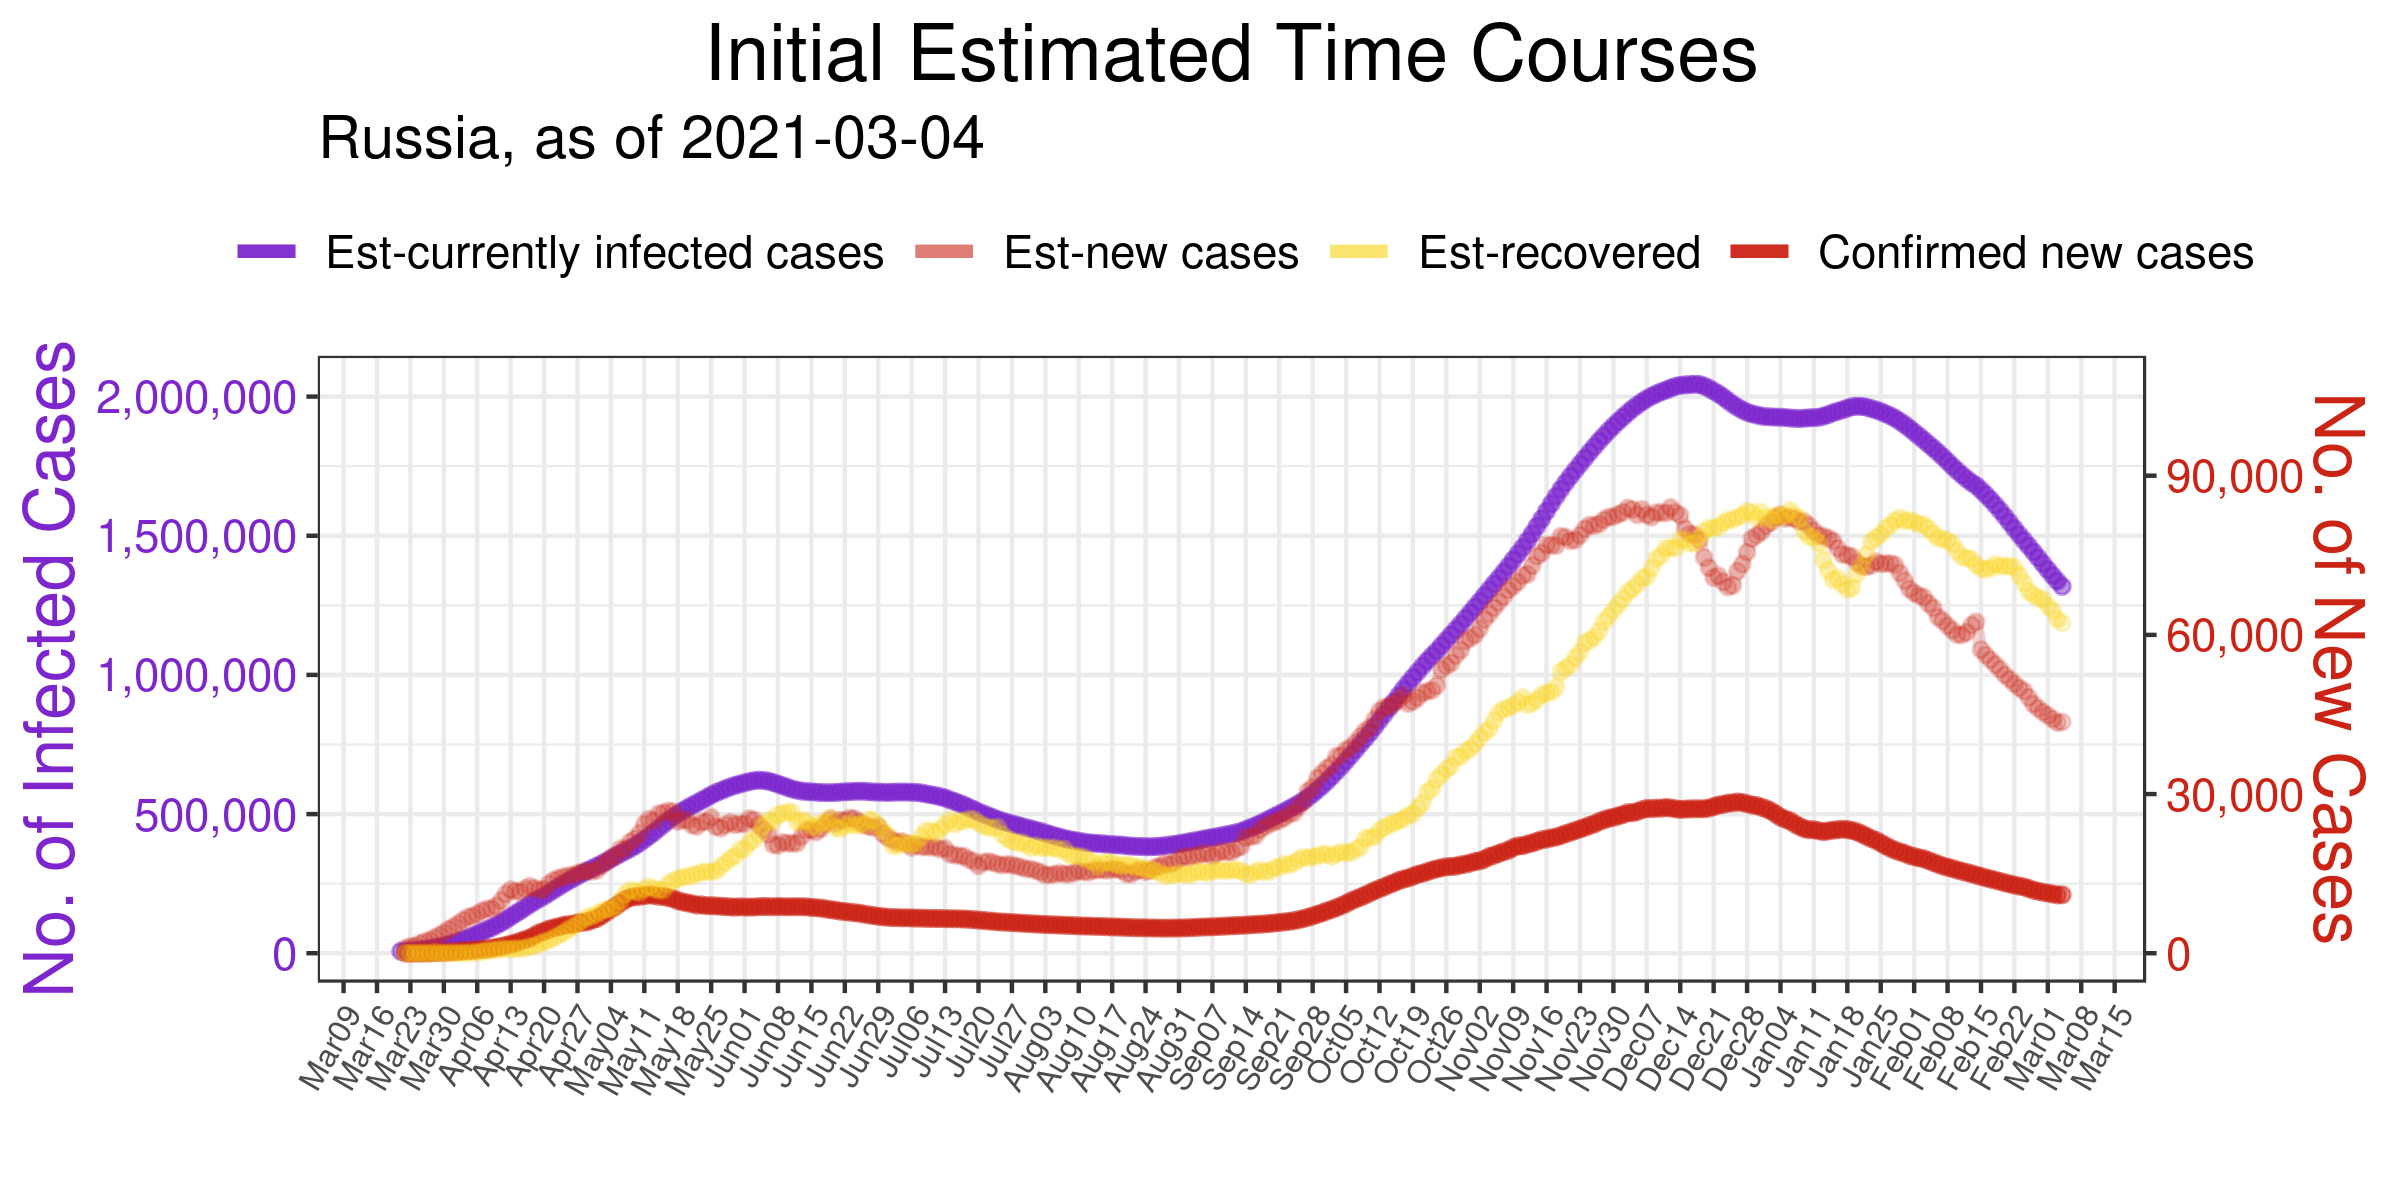 Initial Estimated Time Courses
Russia, as of 2021-03-04
Est-currently infected cases
Est-new cases
Est-recovered
Confirmed new cases
No. of Infected Cases
2,000,000
1,500,000
1,000,000
500,000
0
90,000
60,000
30,000
0
No. of New Cases
Mar09
Mar16
Mar23
Mar30
Apr06
Apr13
Apr20
Apr27
May04
May11
May18
May25
Jun01
Jun08
Jun15
Jun22
Jun29
Jul06
Jul13
Jul20
Jul27
Aug03
Aug10
Aug17
Aug24
Aug31
Sep07
Sep14
Sep21
Sep28
Oct05
Oct12
Oct19
Oct26
Nov02
Nov09
Nov16
Nov23
Nov30
Dec07
Dec14
Dec21
Dec28
Jan04
Jan11
Jan18
Jan25
Feb01
Feb08
Feb15
Feb22
Mar01
Mar08
Mar15